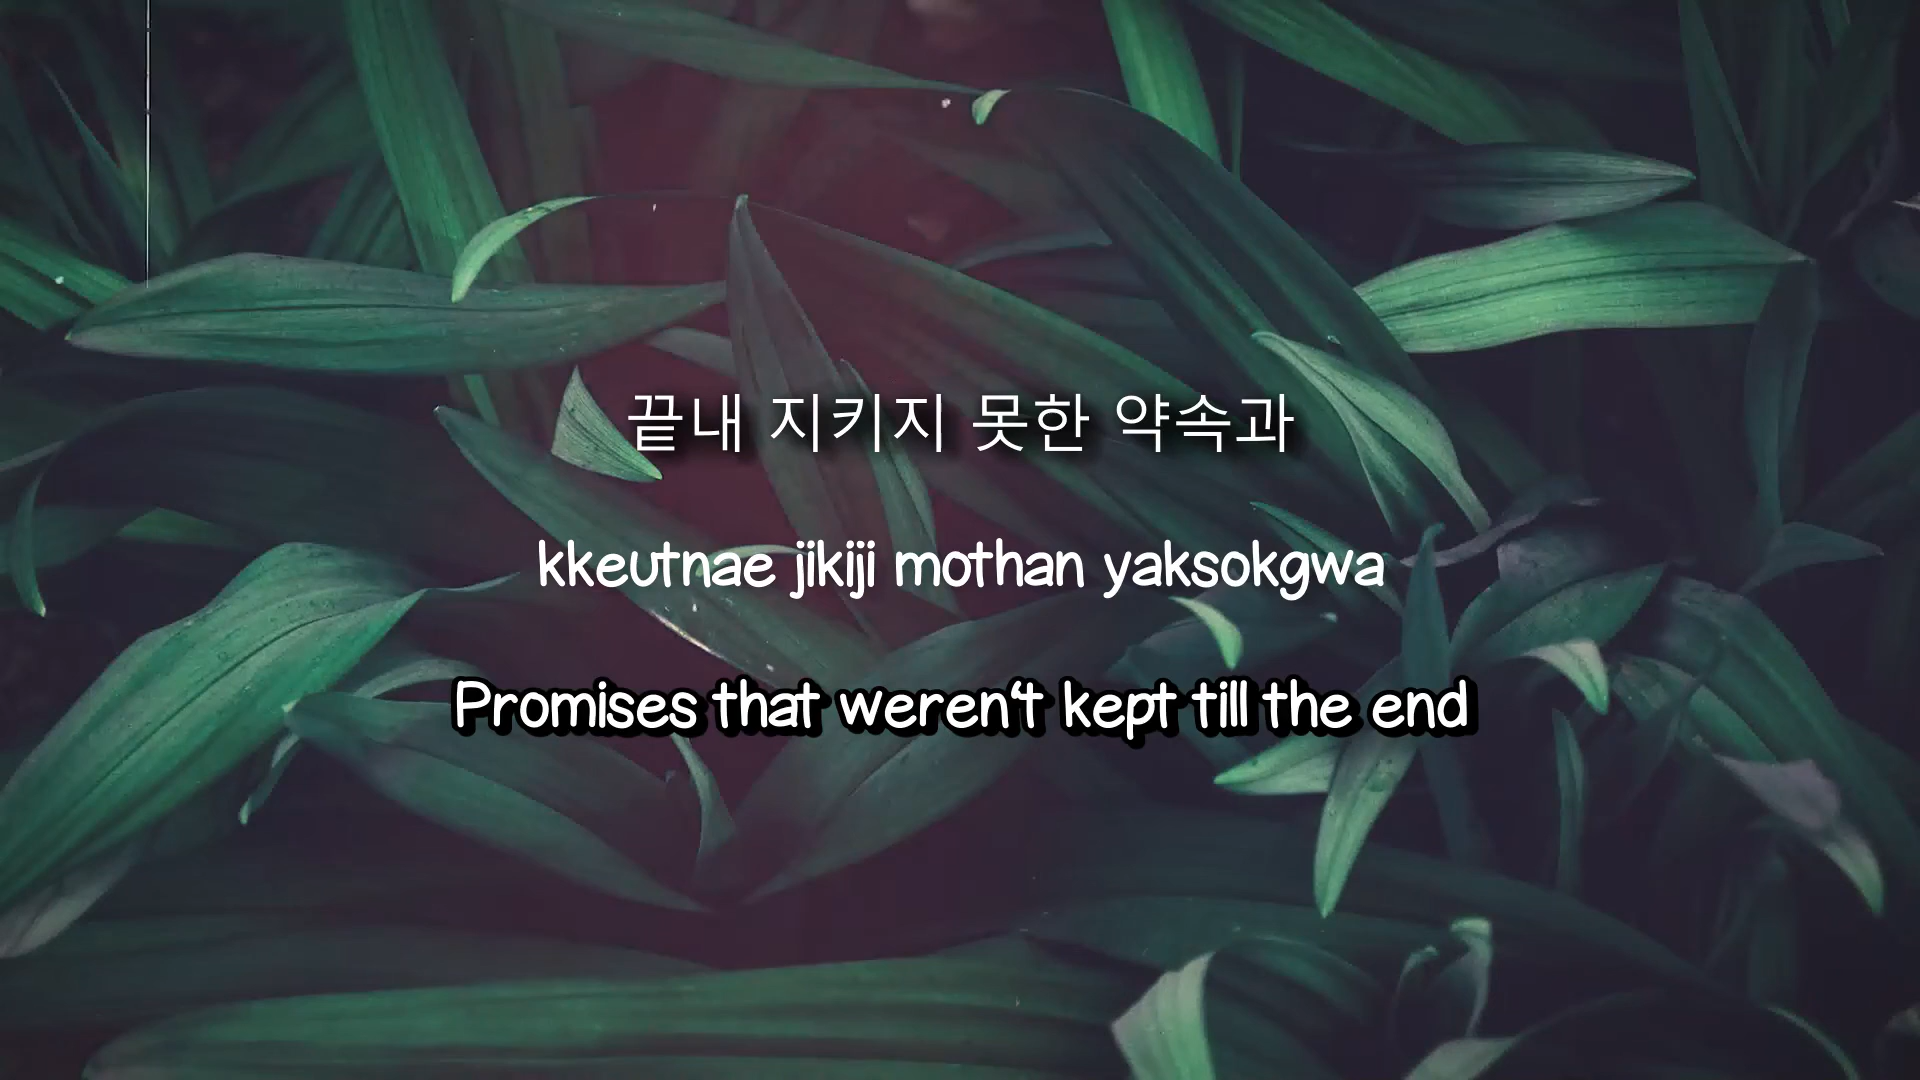 끝내 지키지 못한 약속과
kkeutnae jikiji mothan yaksokgwa
Promises that weren't kept till the end